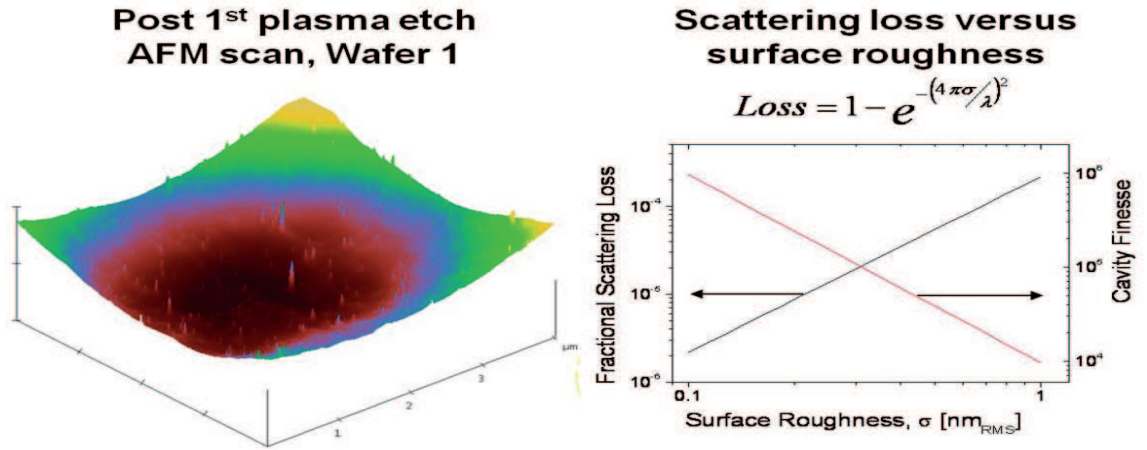 Post 1st plasma etch
AFM scan, Wafer 1
1
2
3
µm
Scattering loss versus
surface roughness
Loss = 1 - e^-(4πσ/λ)^2
Fractional Scattering Loss
10^-4
10^-5
10^-6
0.1
1
Surface Roughness, σ [nm_RMS]
10^6
10^5
10^4
Cavity Finesse